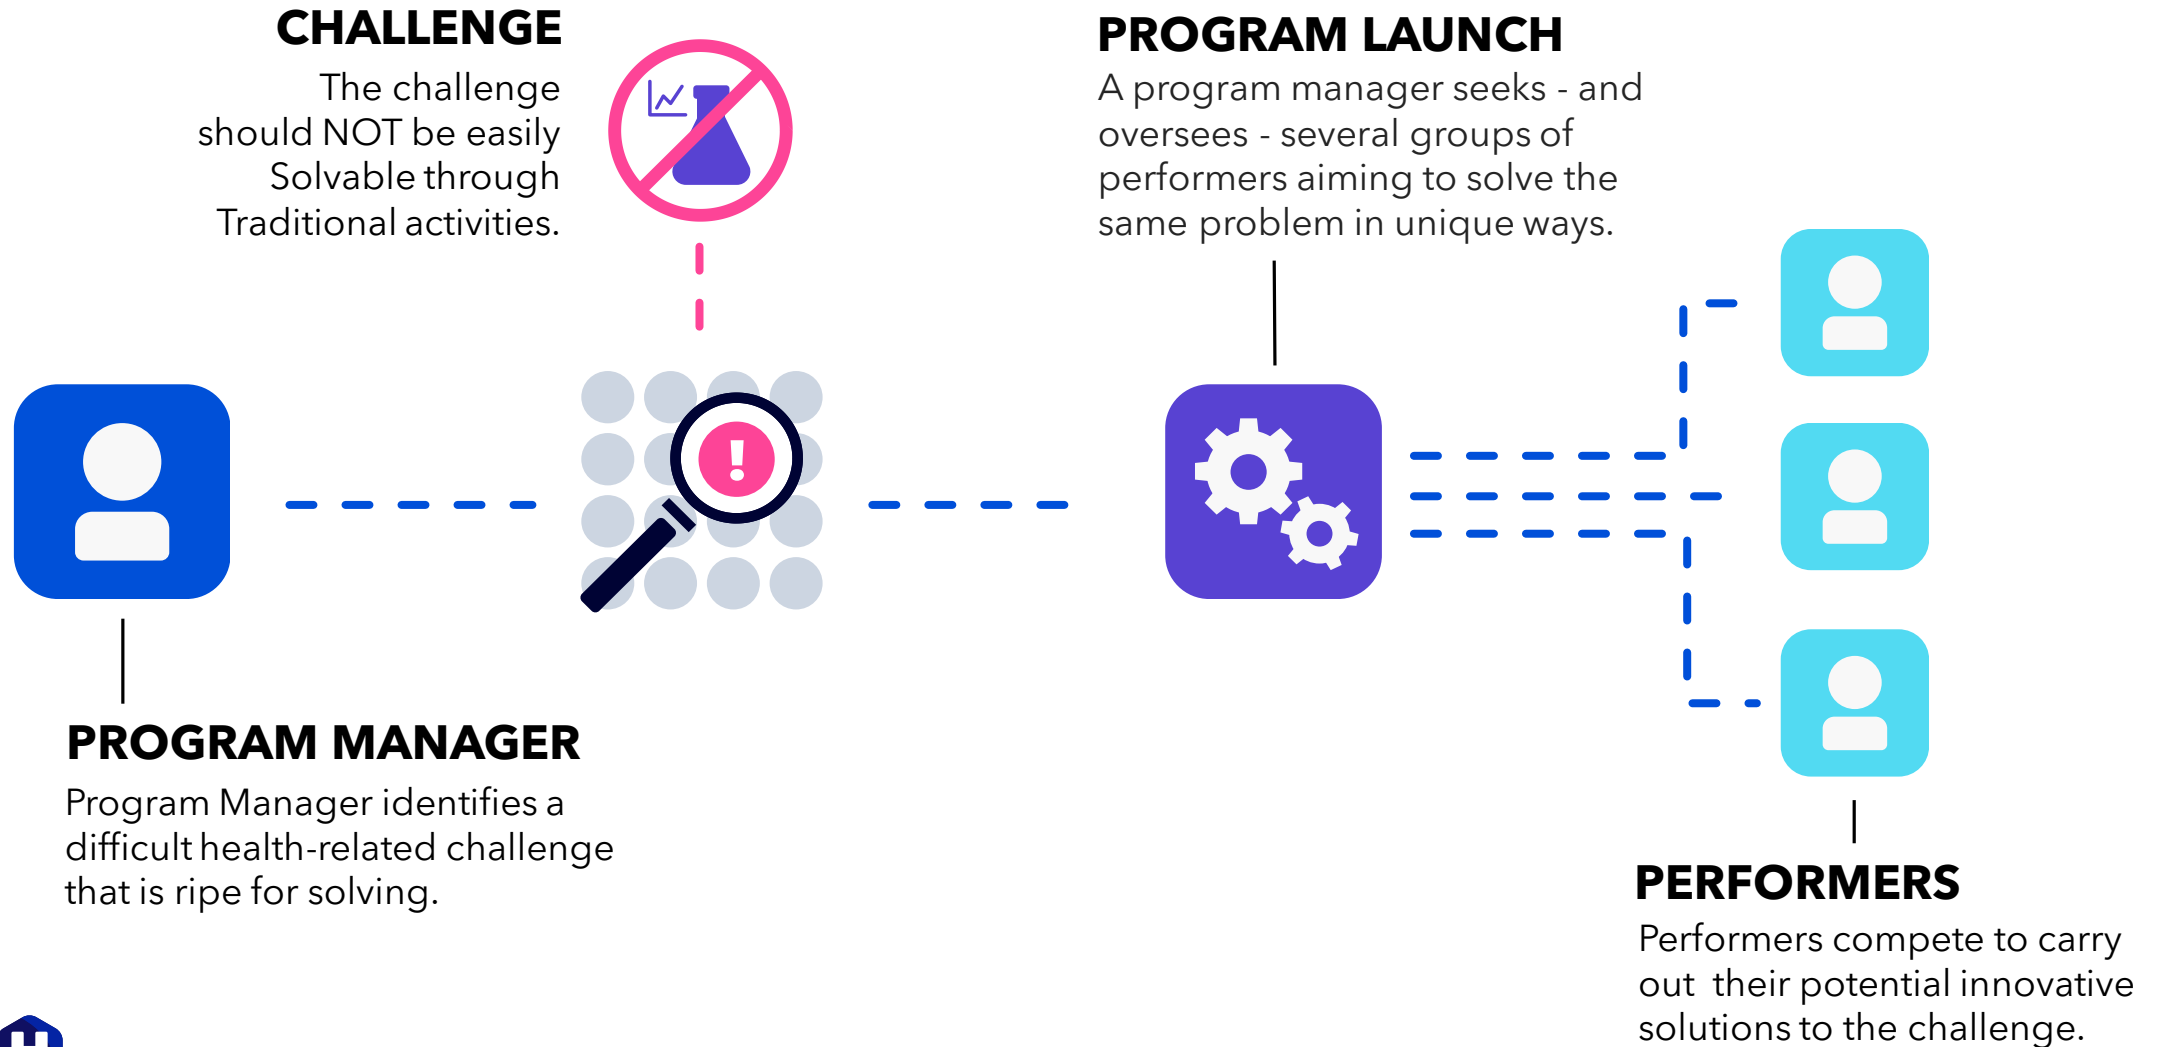 CHALLENGE
The challenge
should NOT be easily
Solvable through
Traditional activities.
PROGRAM LAUNCH
A program manager seeks - and
oversees - several groups of
performers aiming to solve the
same problem in unique ways.
!
PROGRAM MANAGER
Program Manager identifies a
difficult health-related challenge
that is ripe for solving.
PERFORMERS
Performers compete to carry
out their potential innovative
solutions to the challenge.